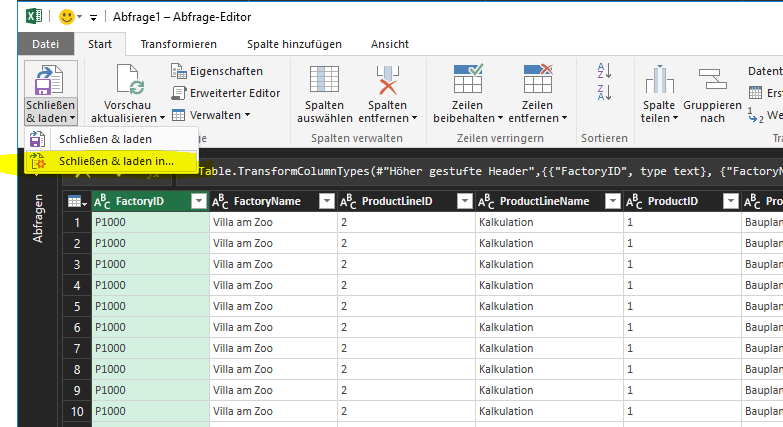 Abfrage1 – Abfrage-Editor
Datei Start Transformieren Spalte hinzufügen Ansicht
Schließen & laden
Vorschau aktualisieren
Eigenschaften
Erweiterter Editor
Verwalten
Spalten auswählen
Spalten entfernen
Zeilen beibehalten
Zeilen entfernen
Spalte teilen
Gruppieren nach
Datent
Erst
We
Spalten verwalten
Zeilen verringern
Sortieren
Schließen & laden
Schließen & laden in...
Table.TransformColumnTypes(#"Höher gestufte Header",{{"FactoryID", type text}, {"FactoryN
Abfragen
FactoryID FactoryName ProductLineID ProductLineName ProductID Pro
1 P1000 Villa am Zoo 2 Kalkulation 1 Bauplan
2 P1000 Villa am Zoo 2 Kalkulation 1 Bauplan
3 P1000 Villa am Zoo 2 Kalkulation 1 Bauplan
4 P1000 Villa am Zoo 2 Kalkulation 1 Bauplan
5 P1000 Villa am Zoo 2 Kalkulation 1 Bauplan
6 P1000 Villa am Zoo 2 Kalkulation 1 Bauplan
7 P1000 Villa am Zoo 2 Kalkulation 1 Bauplan
8 P1000 Villa am Zoo 2 Kalkulation 1 Bauplan
9 P1000 Villa am Zoo 2 Kalkulation 1 Bauplan
10 P1000 Villa am Zoo 2 Kalkulation 1 Bauplan